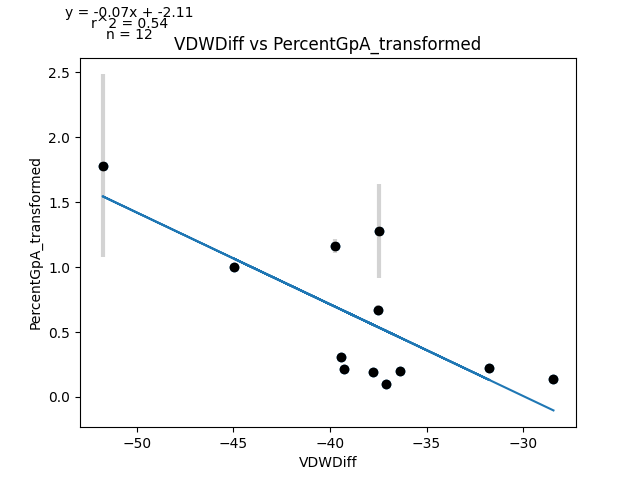 y = -0.07x + -2.11
r^2 = 0.54
n = 12
VDWDiff vs PercentGpA_transformed
PercentGpA_transformed
2.5
2.0
1.5
1.0
0.5
0.0
−50
−45
−40
−35
−30
VDWDiff